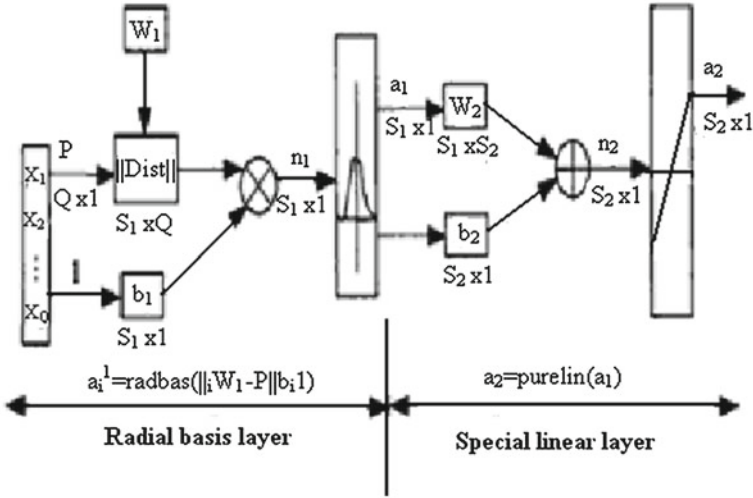 W₁
P
X₁
Q x1
||Dist||
S₁ xQ
X₂
1
X_Q
b₁
S₁ x1
n₁
S₁ x1
a₁
S₁ x1
W₂
S₁ xS₂
b₂
S₂ x1
n₂
S₂ x1
a₂
S₂ x1
aᵢ¹=radbas(||ᵢW₁-P||bᵢ1)
a₂=purelin(a₁)
Radial basis layer
Special linear layer